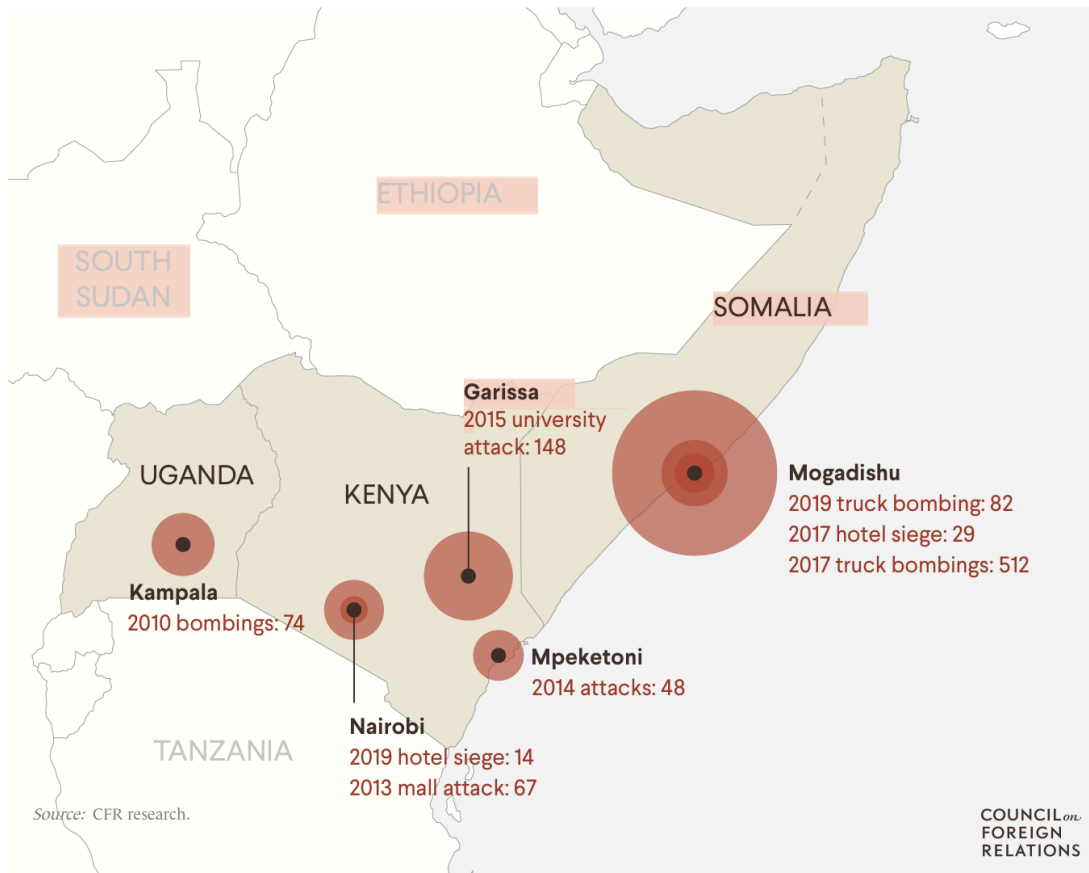 ETHIOPIA
SOUTH
SUDAN
SOMALIA
Garissa
2015 university
attack: 148
UGANDA
KENYA
Mogadishu
2019 truck bombing: 82
2017 hotel siege: 29
2017 truck bombings: 512
Kampala
2010 bombings: 74
Mpeketoni
2014 attacks: 48
Nairobi
2019 hotel siege: 14
2013 mall attack: 67
TANZANIA
Source: CFR research.
COUNCIL on
FOREIGN
RELATIONS